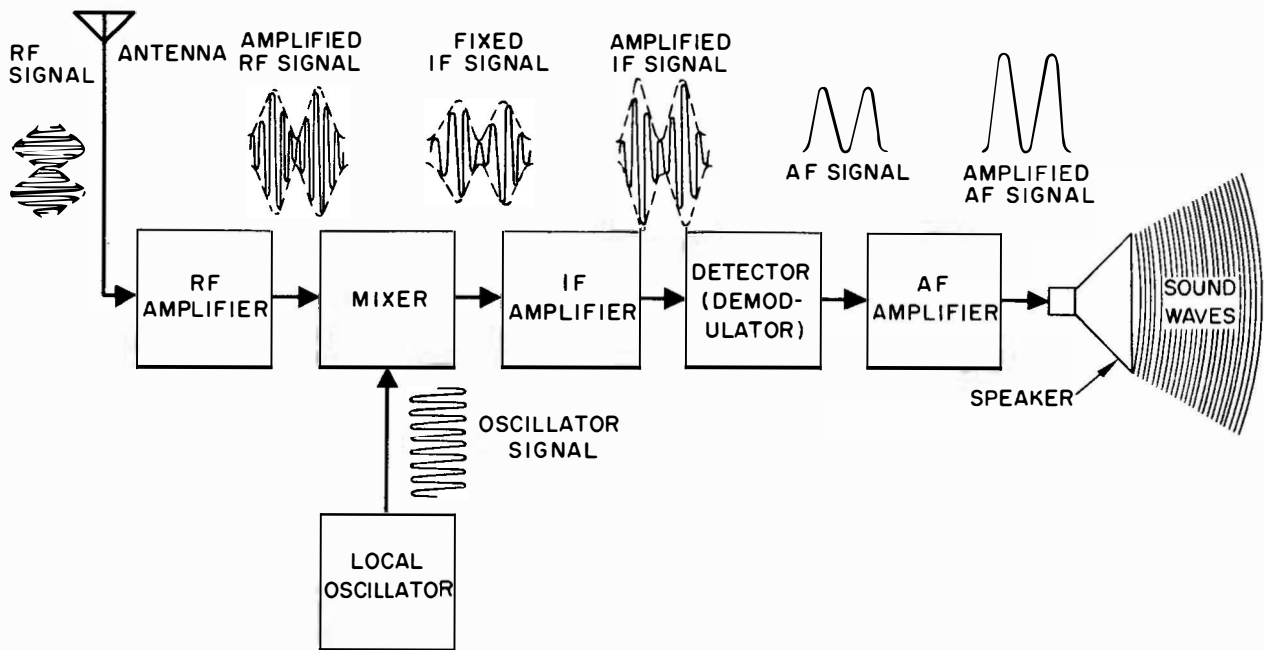 RF
SIGNAL
ANTENNA
AMPLIFIED
RF SIGNAL
FIXED
IF SIGNAL
AMPLIFIED
IF SIGNAL
AF SIGNAL
AMPLIFIED
AF SIGNAL
RF
AMPLIFIER
MIXER
IF
AMPLIFIER
DETECTOR
(DEMOD-
ULATOR)
AF
AMPLIFIER
SOUND
WAVES
SPEAKER
OSCILLATOR
SIGNAL
LOCAL
OSCILLATOR